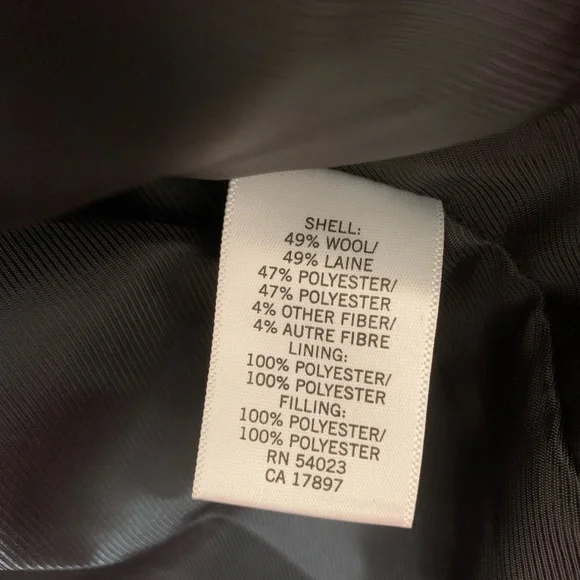 SHELL:
49% WOOL/
49% LAINE
47% POLYESTER/
47% POLYESTER
4% OTHER FIBER/
4% AUTRE FIBRE
LINING:
100% POLYESTER/
100% POLYESTER
FILLING:
100% POLYESTER/
100% POLYESTER
RN 54023
CA 17897